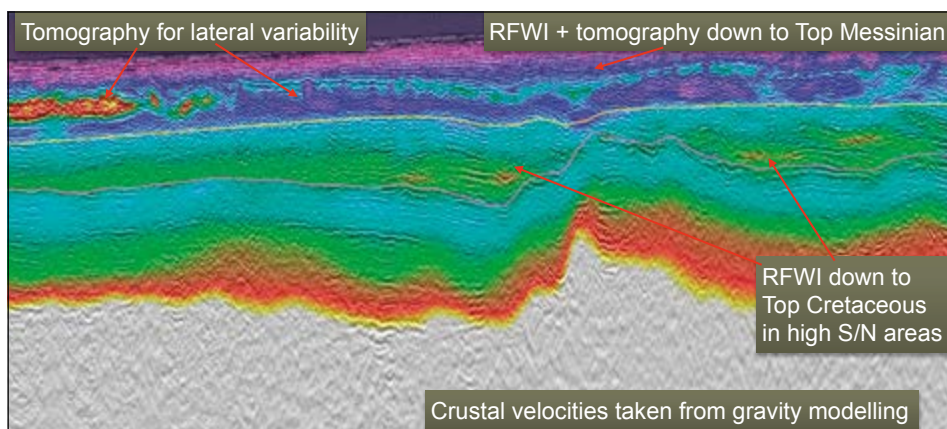 Tomography for lateral variability
RFWI + tomography down to Top Messinian
RFWI down to
Top Cretaceous
in high S/N areas
Crustal velocities taken from gravity modelling